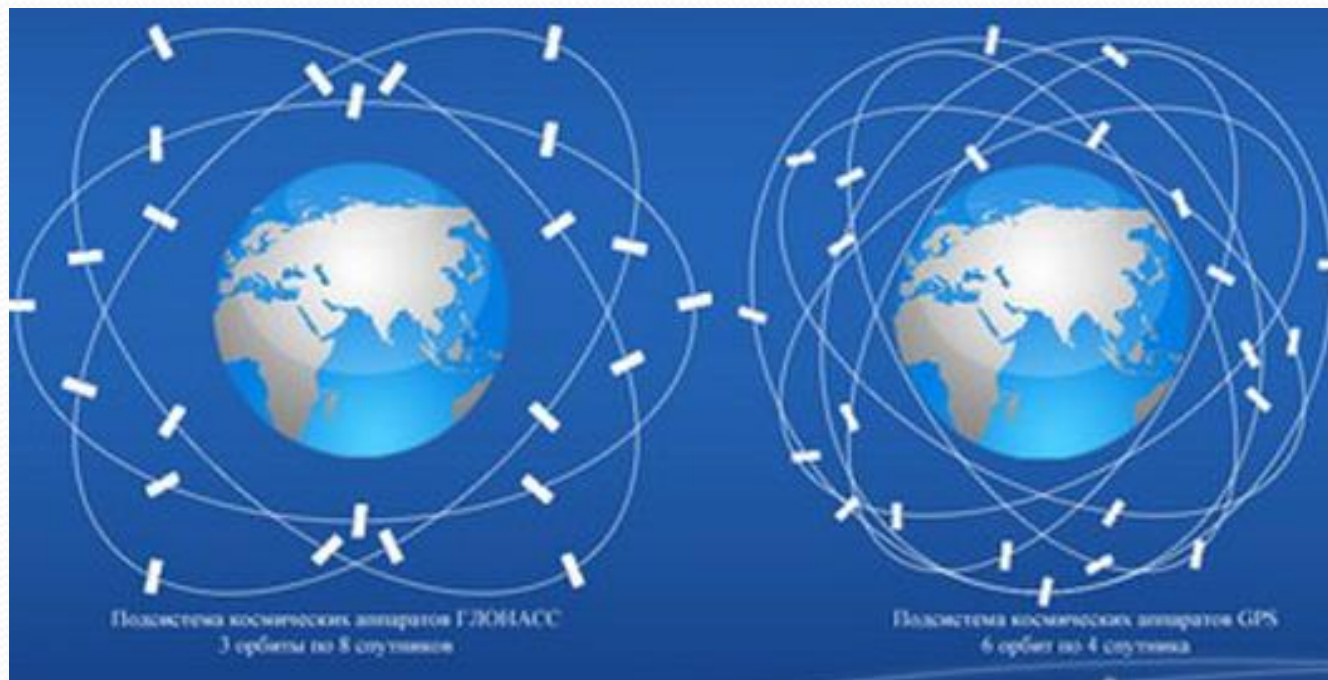 Подсистема космических аппаратов ГЛОНАСС
3 орбиты по 8 спутников
Подсистема космических аппаратов GPS
6 орбит по 4 спутника